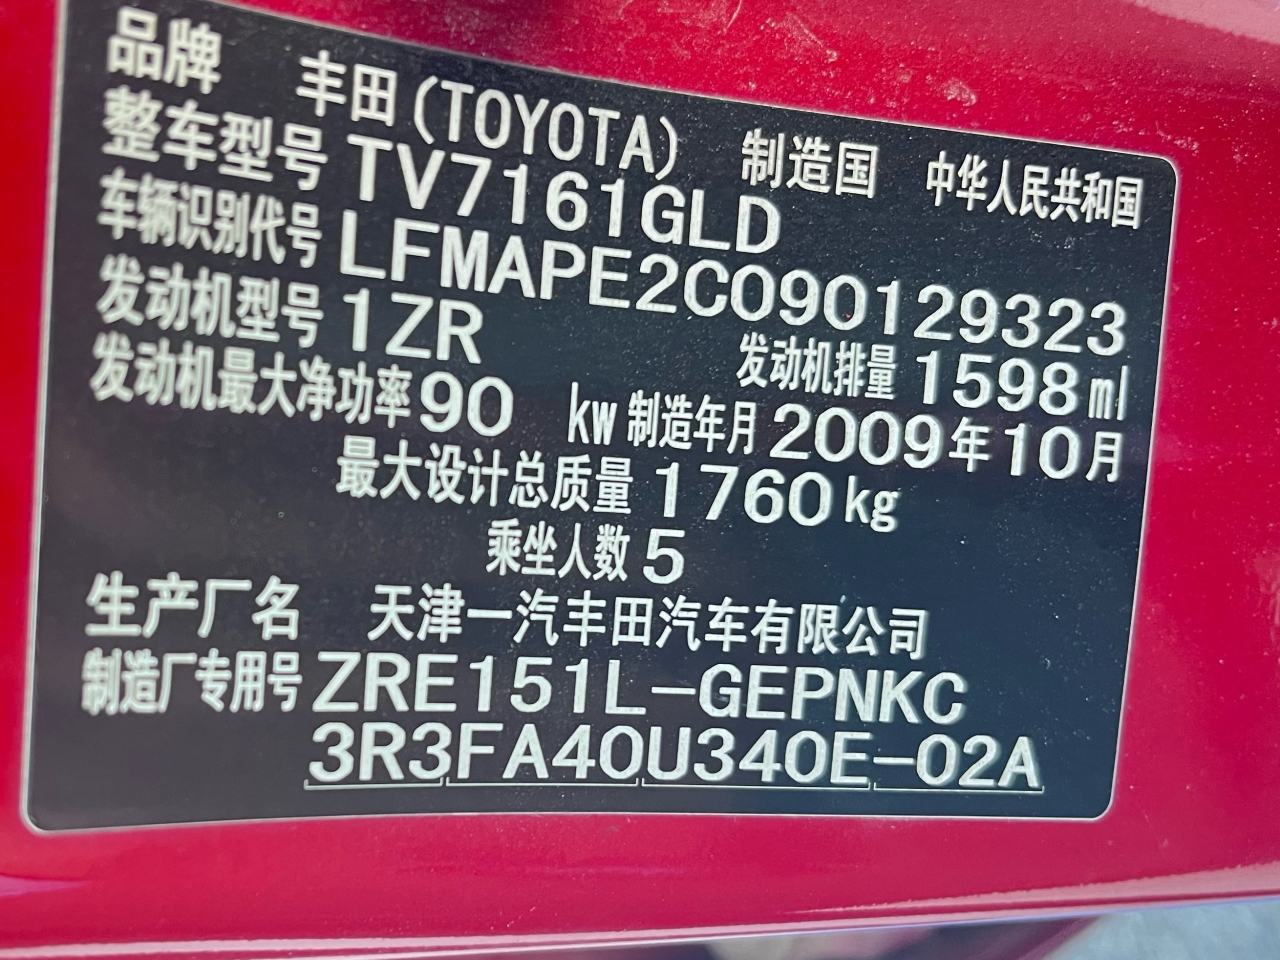 品牌 丰田(TOYOTA) 制造国 中华人民共和国
整车型号 TV7161GLD
车辆识别代号 LFMAPE2C090129323
发动机型号 1ZR 发动机排量 1598 ml
发动机最大净功率 90 kw 制造年月 2009年10月
最大设计总质量 1760 kg
乘坐人数 5
生产厂名 天津一汽丰田汽车有限公司
制造厂专用号 ZRE151L-GEPNKC
3R3FA40U340E-02A